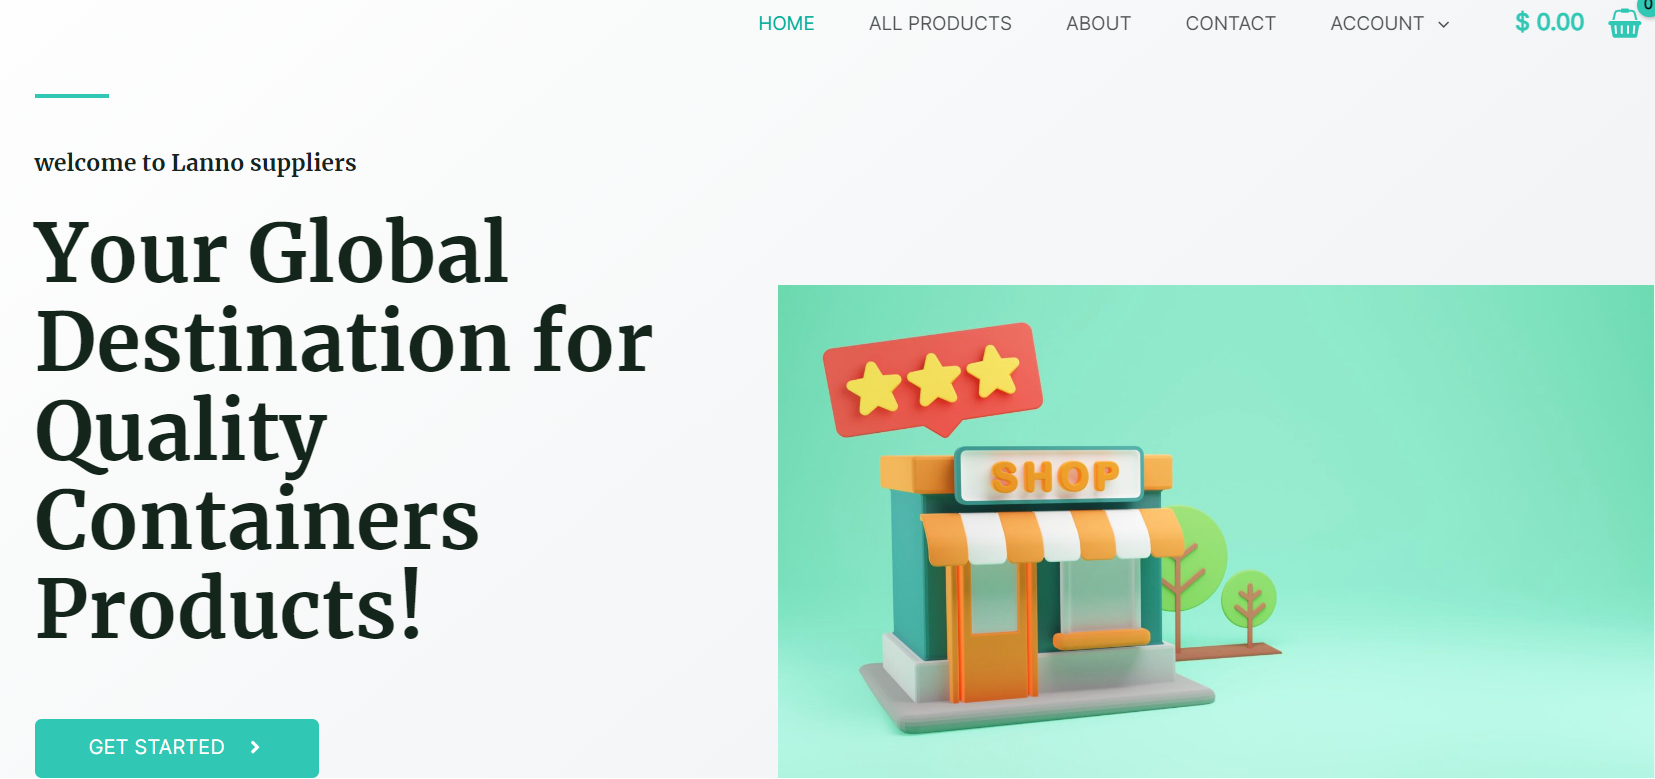 HOME ALL PRODUCTS ABOUT CONTACT ACCOUNT $ 0.00 0
welcome to Lanno suppliers
Your Global
Destination for
Quality
Containers
Products!
SHOP
GET STARTED